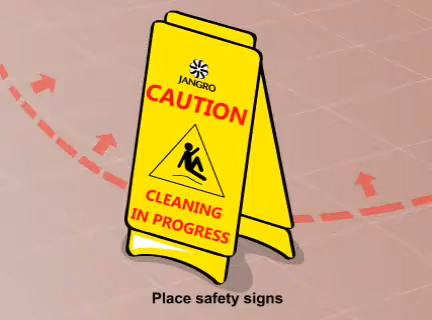 JANGRO
CAUTION
CLEANING
IN PROGRESS
Place safety signs